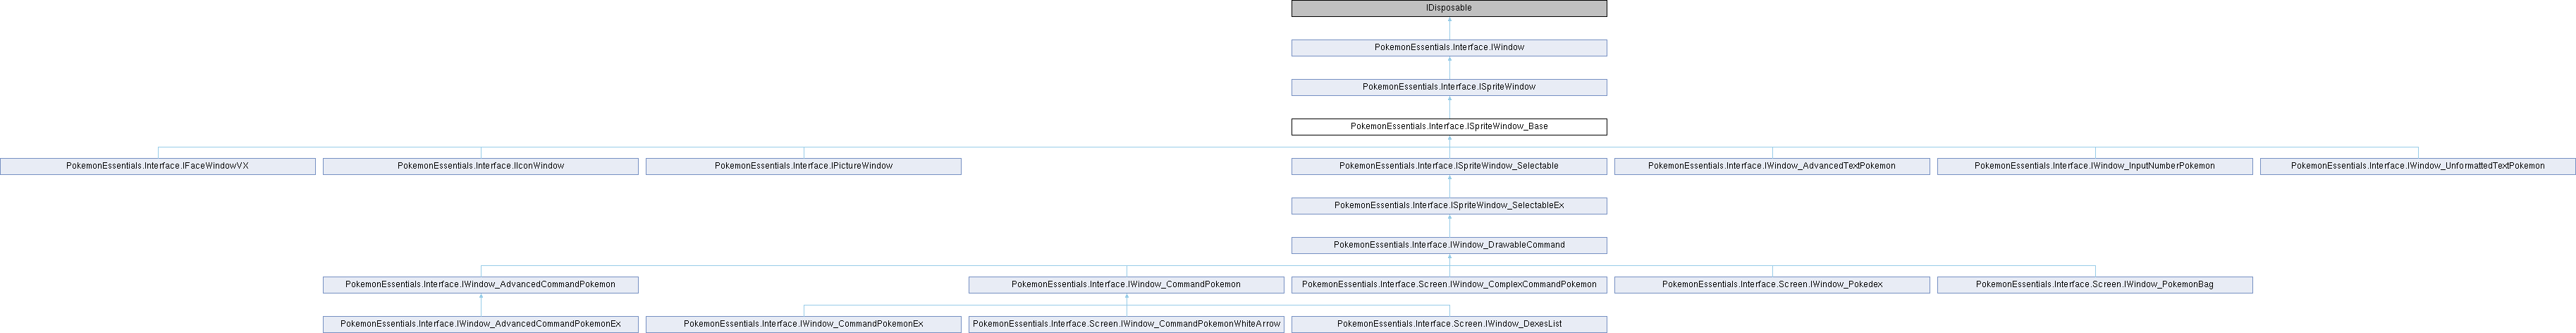 IDisposable
PokemonEssentials.Interface.IWindow
PokemonEssentials.Interface.ISpriteWindow
PokemonEssentials.Interface.ISpriteWindow_Base
PokemonEssentials.Interface.IFaceWindowVX
PokemonEssentials.Interface.IIconWindow
PokemonEssentials.Interface.IPictureWindow
PokemonEssentials.Interface.ISpriteWindow_Selectable
PokemonEssentials.Interface.IWindow_AdvancedTextPokemon
PokemonEssentials.Interface.IWindow_InputNumberPokemon
PokemonEssentials.Interface.IWindow_UnformattedTextPokemon
PokemonEssentials.Interface.ISpriteWindow_SelectableEx
PokemonEssentials.Interface.IWindow_DrawableCommand
PokemonEssentials.Interface.IWindow_AdvancedCommandPokemon
PokemonEssentials.Interface.IWindow_CommandPokemon
PokemonEssentials.Interface.Screen.IWindow_ComplexCommandPokemon
PokemonEssentials.Interface.Screen.IWindow_Pokedex
PokemonEssentials.Interface.Screen.IWindow_PokemonBag
PokemonEssentials.Interface.IWindow_AdvancedCommandPokemonEx
PokemonEssentials.Interface.IWindow_CommandPokemonEx
PokemonEssentials.Interface.Screen.IWindow_CommandPokemonWhiteArrow
PokemonEssentials.Interface.Screen.IWindow_DexesList